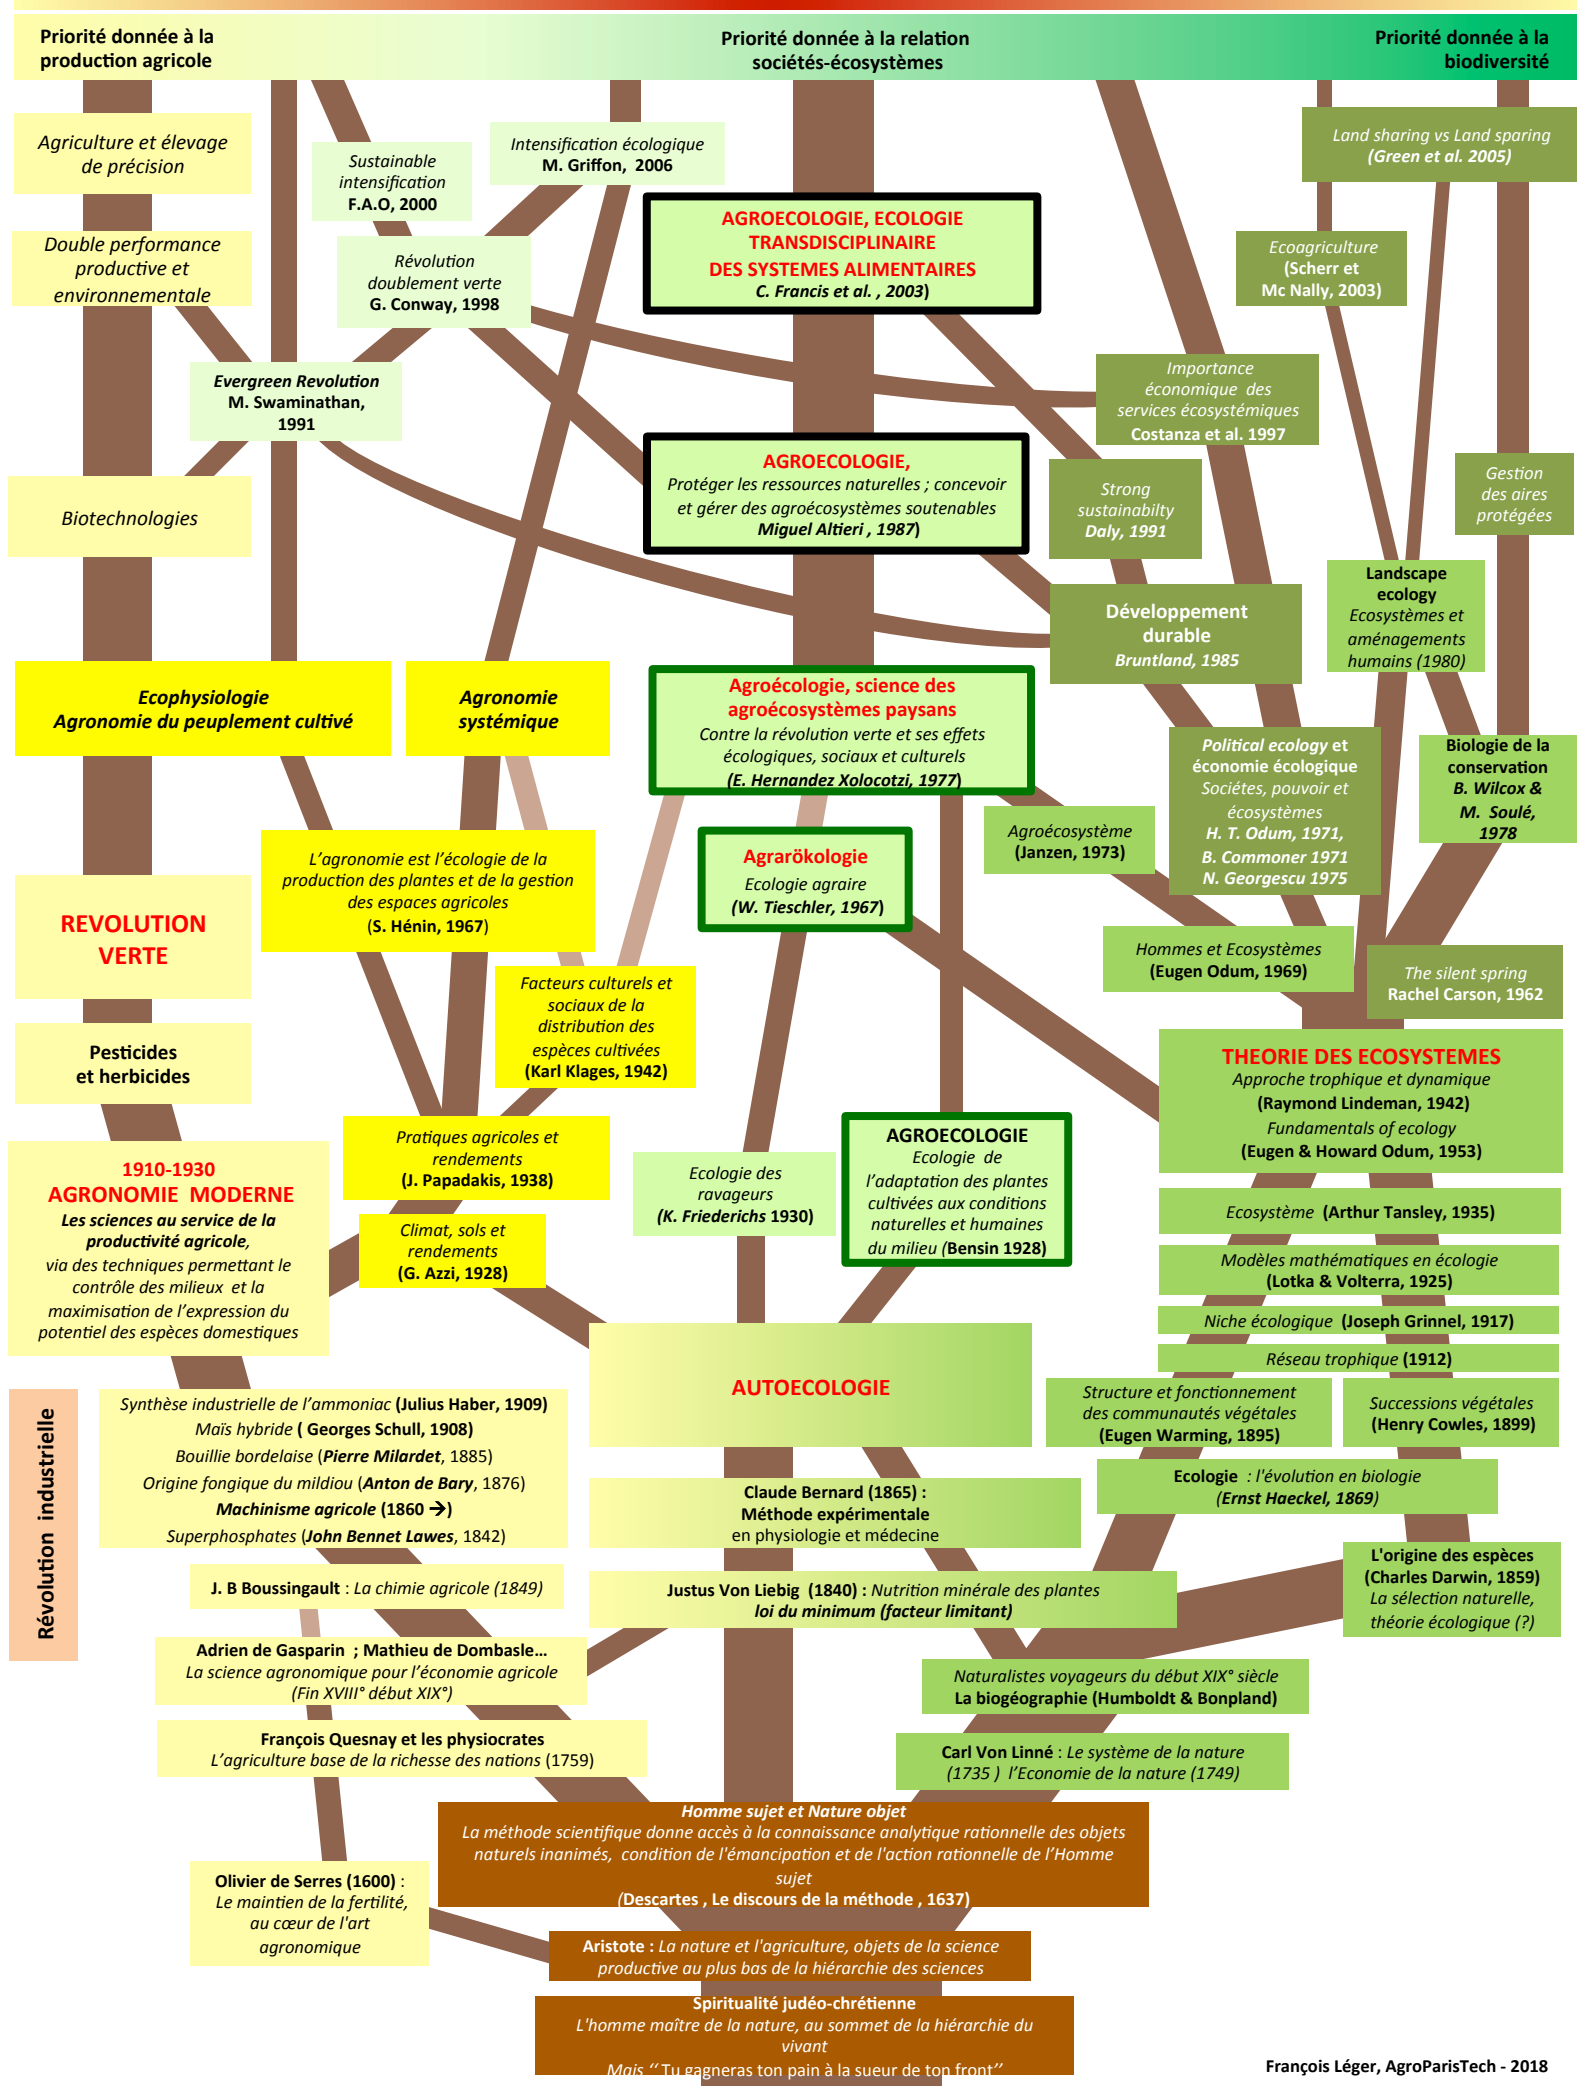 Priorité donnée à la
production agricole
Priorité donnée à la relation
sociétés-écosystèmes
Priorité donnée à la
biodiversité
Agriculture et élevage
de précision
Sustainable
intensification
F.A.O, 2000
Intensification écologique
M. Griffon, 2006
Land sharing vs Land sparing
(Green et al. 2005)
Double performance
productive et
environnementale
Révolution
doublement verte
G. Conway, 1998
AGROECOLOGIE, ECOLOGIE
TRANSDISCIPLINAIRE
DES SYSTEMES ALIMENTAIRES
C. Francis et al. , 2003)
Ecoagriculture
(Scherr et
Mc Nally, 2003)
Evergreen Revolution
M. Swaminathan,
1991
Importance
économique des
services écosystémiques
Costanza et al. 1997
Biotechnologies
AGROECOLOGIE,
Protéger les ressources naturelles ; concevoir
et gérer des agroécosystèmes soutenables
Miguel Altieri , 1987)
Strong
sustainabilty
Daly, 1991
Gestion
des aires
protégées
Développement
durable
Bruntland, 1985
Landscape
ecology
Ecosystèmes et
aménagements
humains (1980)
Ecophysiologie
Agronomie du peuplement cultivé
Agronomie
systémique
Agroécologie, science des
agroécosystèmes paysans
Contre la révolution verte et ses effets
écologiques, sociaux et culturels
(E. Hernandez Xolocotzi, 1977)
Political ecology et
économie écologique
Sociétes, pouvoir et
écosystèmes
H. T. Odum, 1971,
B. Commoner 1971
N. Georgescu 1975
Biologie de la
conservation
B. Wilcox &
M. Soulé,
1978
L'agronomie est l'écologie de la
production des plantes et de la gestion
des espaces agricoles
(S. Hénin, 1967)
Agrarökologie
Ecologie agraire
(W. Tieschler, 1967)
Agroécosystème
(Janzen, 1973)
REVOLUTION
VERTE
Facteurs culturels et
sociaux de la
distribution des
espèces cultivées
(Karl Klages, 1942)
Hommes et Ecosystèmes
(Eugen Odum, 1969)
The silent spring
Rachel Carson, 1962
Pesticides
et herbicides
THEORIE DES ECOSYSTEMES
Approche trophique et dynamique
(Raymond Lindeman, 1942)
Fundamentals of ecology
(Eugen & Howard Odum, 1953)
1910-1930
AGRONOMIE MODERNE
Les sciences au service de la
productivité agricole,
via des techniques permettant le
contrôle des milieux et la
maximisation de l'expression du
potentiel des espèces domestiques
Pratiques agricoles et
rendements
(J. Papadakis, 1938)
Climat, sols et
rendements
(G. Azzi, 1928)
Ecologie des
ravageurs
(K. Friederichs 1930)
AGROECOLOGIE
Ecologie de
l'adaptation des plantes
cultivées aux conditions
naturelles et humaines
du milieu (Bensin 1928)
Ecosystème (Arthur Tansley, 1935)
Modèles mathématiques en écologie
(Lotka & Volterra, 1925)
Niche écologique (Joseph Grinnel, 1917)
Réseau trophique (1912)
AUTOECOLOGIE
Structure et fonctionnement
des communautés végétales
(Eugen Warming, 1895)
Successions végétales
(Henry Cowles, 1899)
Révolution industrielle
Synthèse industrielle de l'ammoniac (Julius Haber, 1909)
Maïs hybride ( Georges Schull, 1908)
Bouillie bordelaise (Pierre Milardet, 1885)
Origine fongique du mildiou (Anton de Bary, 1876)
Machinisme agricole (1860 →)
Superphosphates (John Bennet Lawes, 1842)
Claude Bernard (1865) :
Méthode expérimentale
en physiologie et médecine
Ecologie : l'évolution en biologie
(Ernst Haeckel, 1869)
J. B Boussingault : La chimie agricole (1849)
Justus Von Liebig (1840) : Nutrition minérale des plantes
loi du minimum (facteur limitant)
L'origine des espèces
(Charles Darwin, 1859)
La sélection naturelle,
théorie écologique (?)
Adrien de Gasparin ; Mathieu de Dombasle…
La science agronomique pour l'économie agricole
(Fin XVIII° début XIX°)
Naturalistes voyageurs du début XIX° siècle
La biogéographie (Humboldt & Bonpland)
François Quesnay et les physiocrates
L'agriculture base de la richesse des nations (1759)
Carl Von Linné : Le système de la nature
(1735 ) l'Economie de la nature (1749)
Homme sujet et Nature objet
La méthode scientifique donne accès à la connaissance analytique rationnelle des objets
naturels inanimés, condition de l'émancipation et de l'action rationnelle de l'Homme
sujet
(Descartes , Le discours de la méthode , 1637)
Olivier de Serres (1600) :
Le maintien de la fertilité,
au cœur de l'art
agronomique
Aristote : La nature et l'agriculture, objets de la science
productive au plus bas de la hiérarchie des sciences
Spiritualité judéo-chrétienne
L'homme maître de la nature, au sommet de la hiérarchie du
vivant
Mais ‘‘ Tu gagneras ton pain à la sueur de ton front’’
François Léger, AgroParisTech - 2018